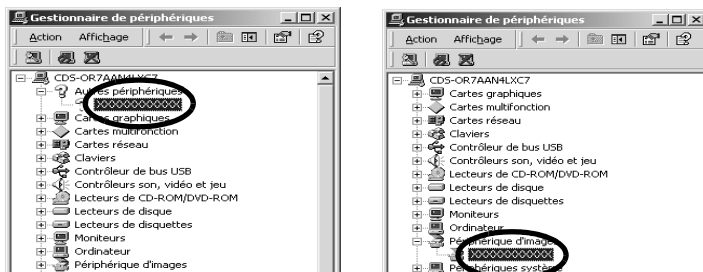 Gestionnaire de périphériques
Action Affichage
CDS-OR7AAN4LXC7
Autres périphériques
XXXXXXXXXXXX
Cartes graphiques
Cartes multifonction
Cartes réseau
Claviers
Contrôleur de bus USB
Contrôleurs son, vidéo et jeu
Lecteurs de CD-ROM/DVD-ROM
Lecteurs de disque
Lecteurs de disquettes
Moniteurs
Ordinateur
Périphérique d'images
Gestionnaire de périphériques
Action Affichage
CDS-OR7AAN4LXC7
Cartes graphiques
Cartes multifonction
Cartes réseau
Claviers
Contrôleur de bus USB
Contrôleurs son, vidéo et jeu
Lecteurs de CD-ROM/DVD-ROM
Lecteurs de disque
Lecteurs de disquettes
Moniteurs
Ordinateur
Périphérique d'images
XXXXXXXXXXXX
Périphériques système